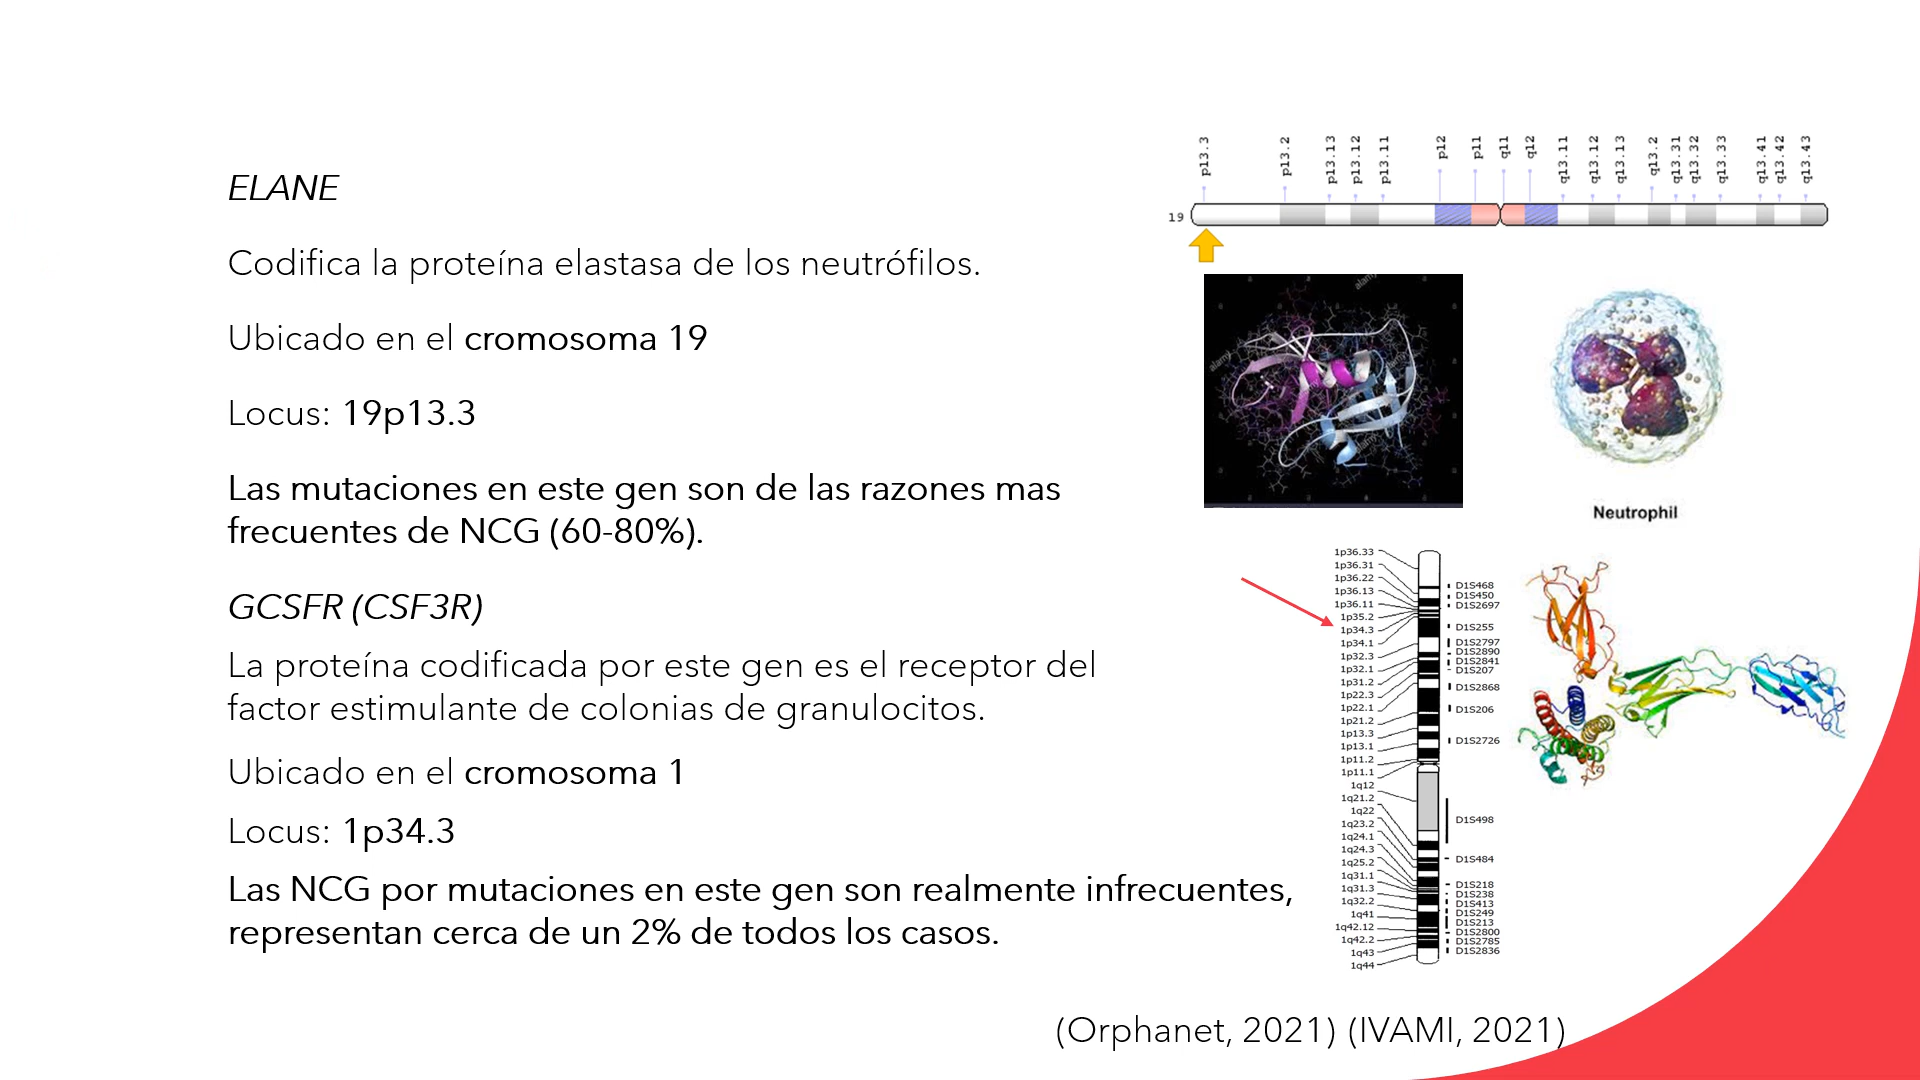 ELANE
Codifica la proteína elastasa de los neutrófilos.
Ubicado en el cromosoma 19
Locus: 19p13.3
Las mutaciones en este gen son de las razones mas
frecuentes de NCG (60-80%).
GCSFR (CSF3R)
La proteína codificada por este gen es el receptor del
factor estimulante de colonias de granulocitos.
Ubicado en el cromosoma 1
Locus: 1p34.3
Las NCG por mutaciones en este gen son realmente infrecuentes,
representan cerca de un 2% de todos los casos.
p13.3
p13.2
p13.13
p13.12
p13.11
p12
p11
q11
q12
q13.11
q13.12
q13.13
q13.2
q13.31
q13.32
q13.33
q13.41
q13.42
q13.43
19
alamy
alamy
alamy
Neutrophil
1p36.33
1p36.31
1p36.22
1p36.13
1p36.11
1p35.2
1p34.3
1p34.1
1p32.3
1p32.1
1p31.2
1p22.3
1p22.1
1p21.2
1p13.3
1p13.1
1p11.2
1p11.1
1q12
1q21.2
1q22
1q23.2
1q24.1
1q24.3
1q25.2
1q31.1
1q31.3
1q32.2
1q41
1q42.12
1q42.2
1q43
1q44
D1S468
D1S450
D1S2697
D1S255
D1S2797
D1S2890
D1S2841
D1S207
D1S2868
D1S206
D1S2726
D1S498
D1S484
D1S218
D1S238
D1S413
D1S249
D1S213
D1S2800
D1S2785
D1S2836
(Orphanet, 2021) (IVAMI, 2021)